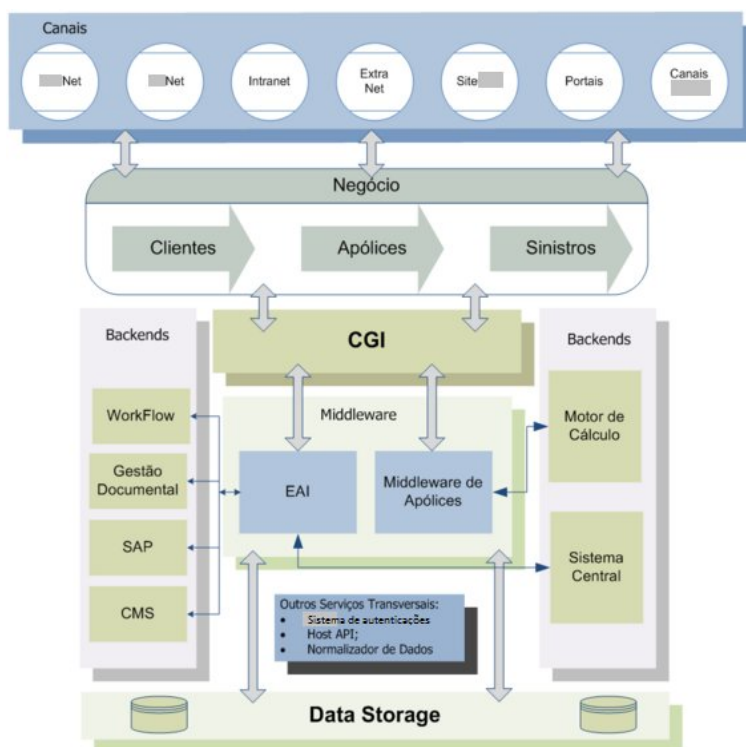 Canais
Net
Net
Intranet
Extra
Net
Site
Portais
Canais
Negócio
Clientes
Apólices
Sinistros
Backends
CGI
Backends
WorkFlow
Gestão
Documental
SAP
CMS
Middleware
EAI
Middleware de
Apólices
Motor de
Cálculo
Sistema
Central
Outros Serviços Transversais:
• Sistema de autenticações
• Host API;
• Normalizador de Dados
Data Storage